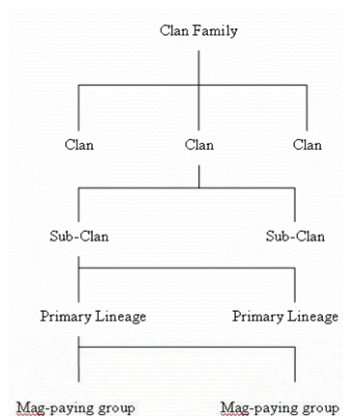 Clan Family
Clan Clan Clan
Sub-Clan Sub-Clan
Primary Lineage Primary Lineage
Mag-paying group Mag-paying group